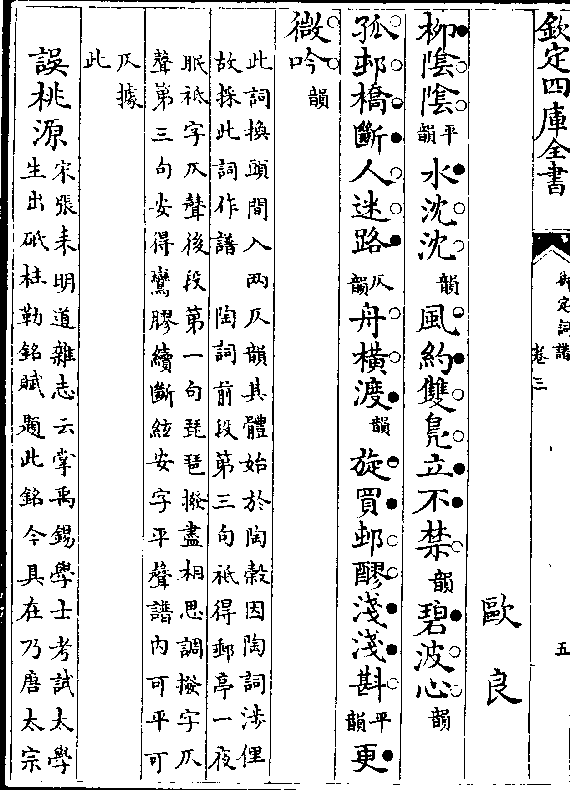 欽定四庫全書
御定詞譜
卷三
五
歐良
柳陰陰平韻水沈沈韻風約雙鳧立不禁韻碧波心韻
孤邨橋斷人迷路仄韻舟橫渡韻旋買邨醪淺淺斟平韻更
微吟韻
此詞換頭間入兩仄韻其體始於陶穀因陶詞涉俚
故採此詞作譜 陶詞前段第三句祇得郵亭一夜
眠祇字仄聲後段第一句琵琶撥盡相思調撥字仄
聲第三句安得鸞膠續斷絃安字平聲譜內可平可
仄據
此
誤桃源
宋張耒明道雜志云掌禹錫學士考試太學
生出砥柱勒銘賦題此銘今具在乃唐太宗